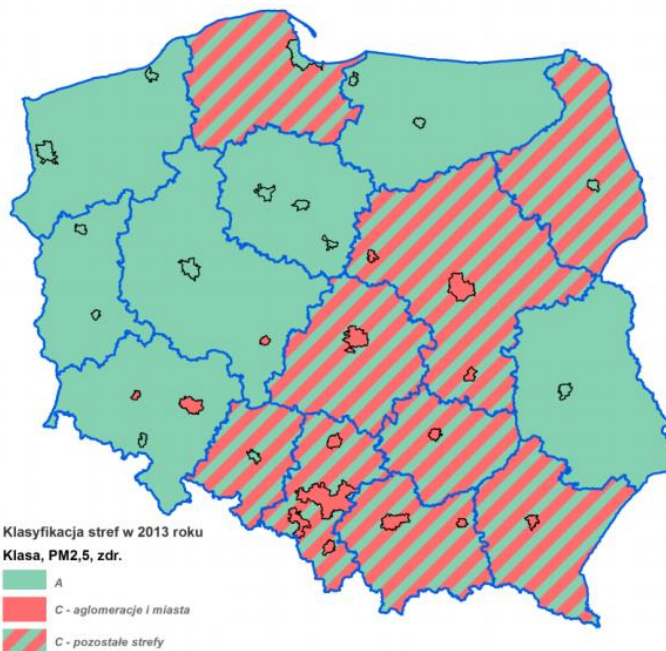 Klasyfikacja stref w 2013 roku
Klasa, PM2,5, zdr.
A
C - aglomeracje i miasta
C - pozostałe strefy